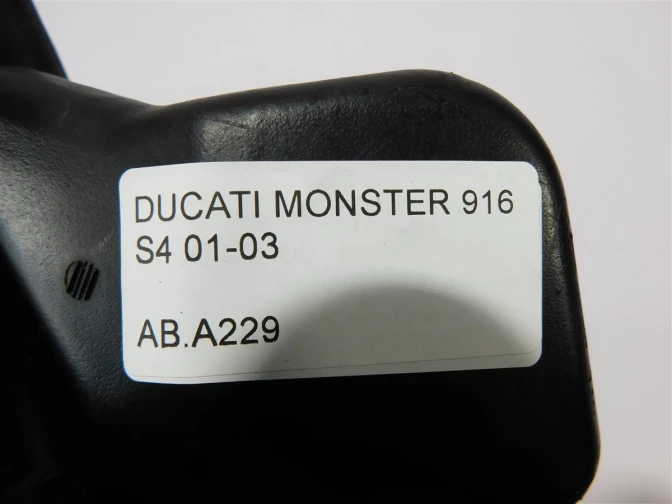 DUCATI MONSTER 916
S4 01-03
AB.A229